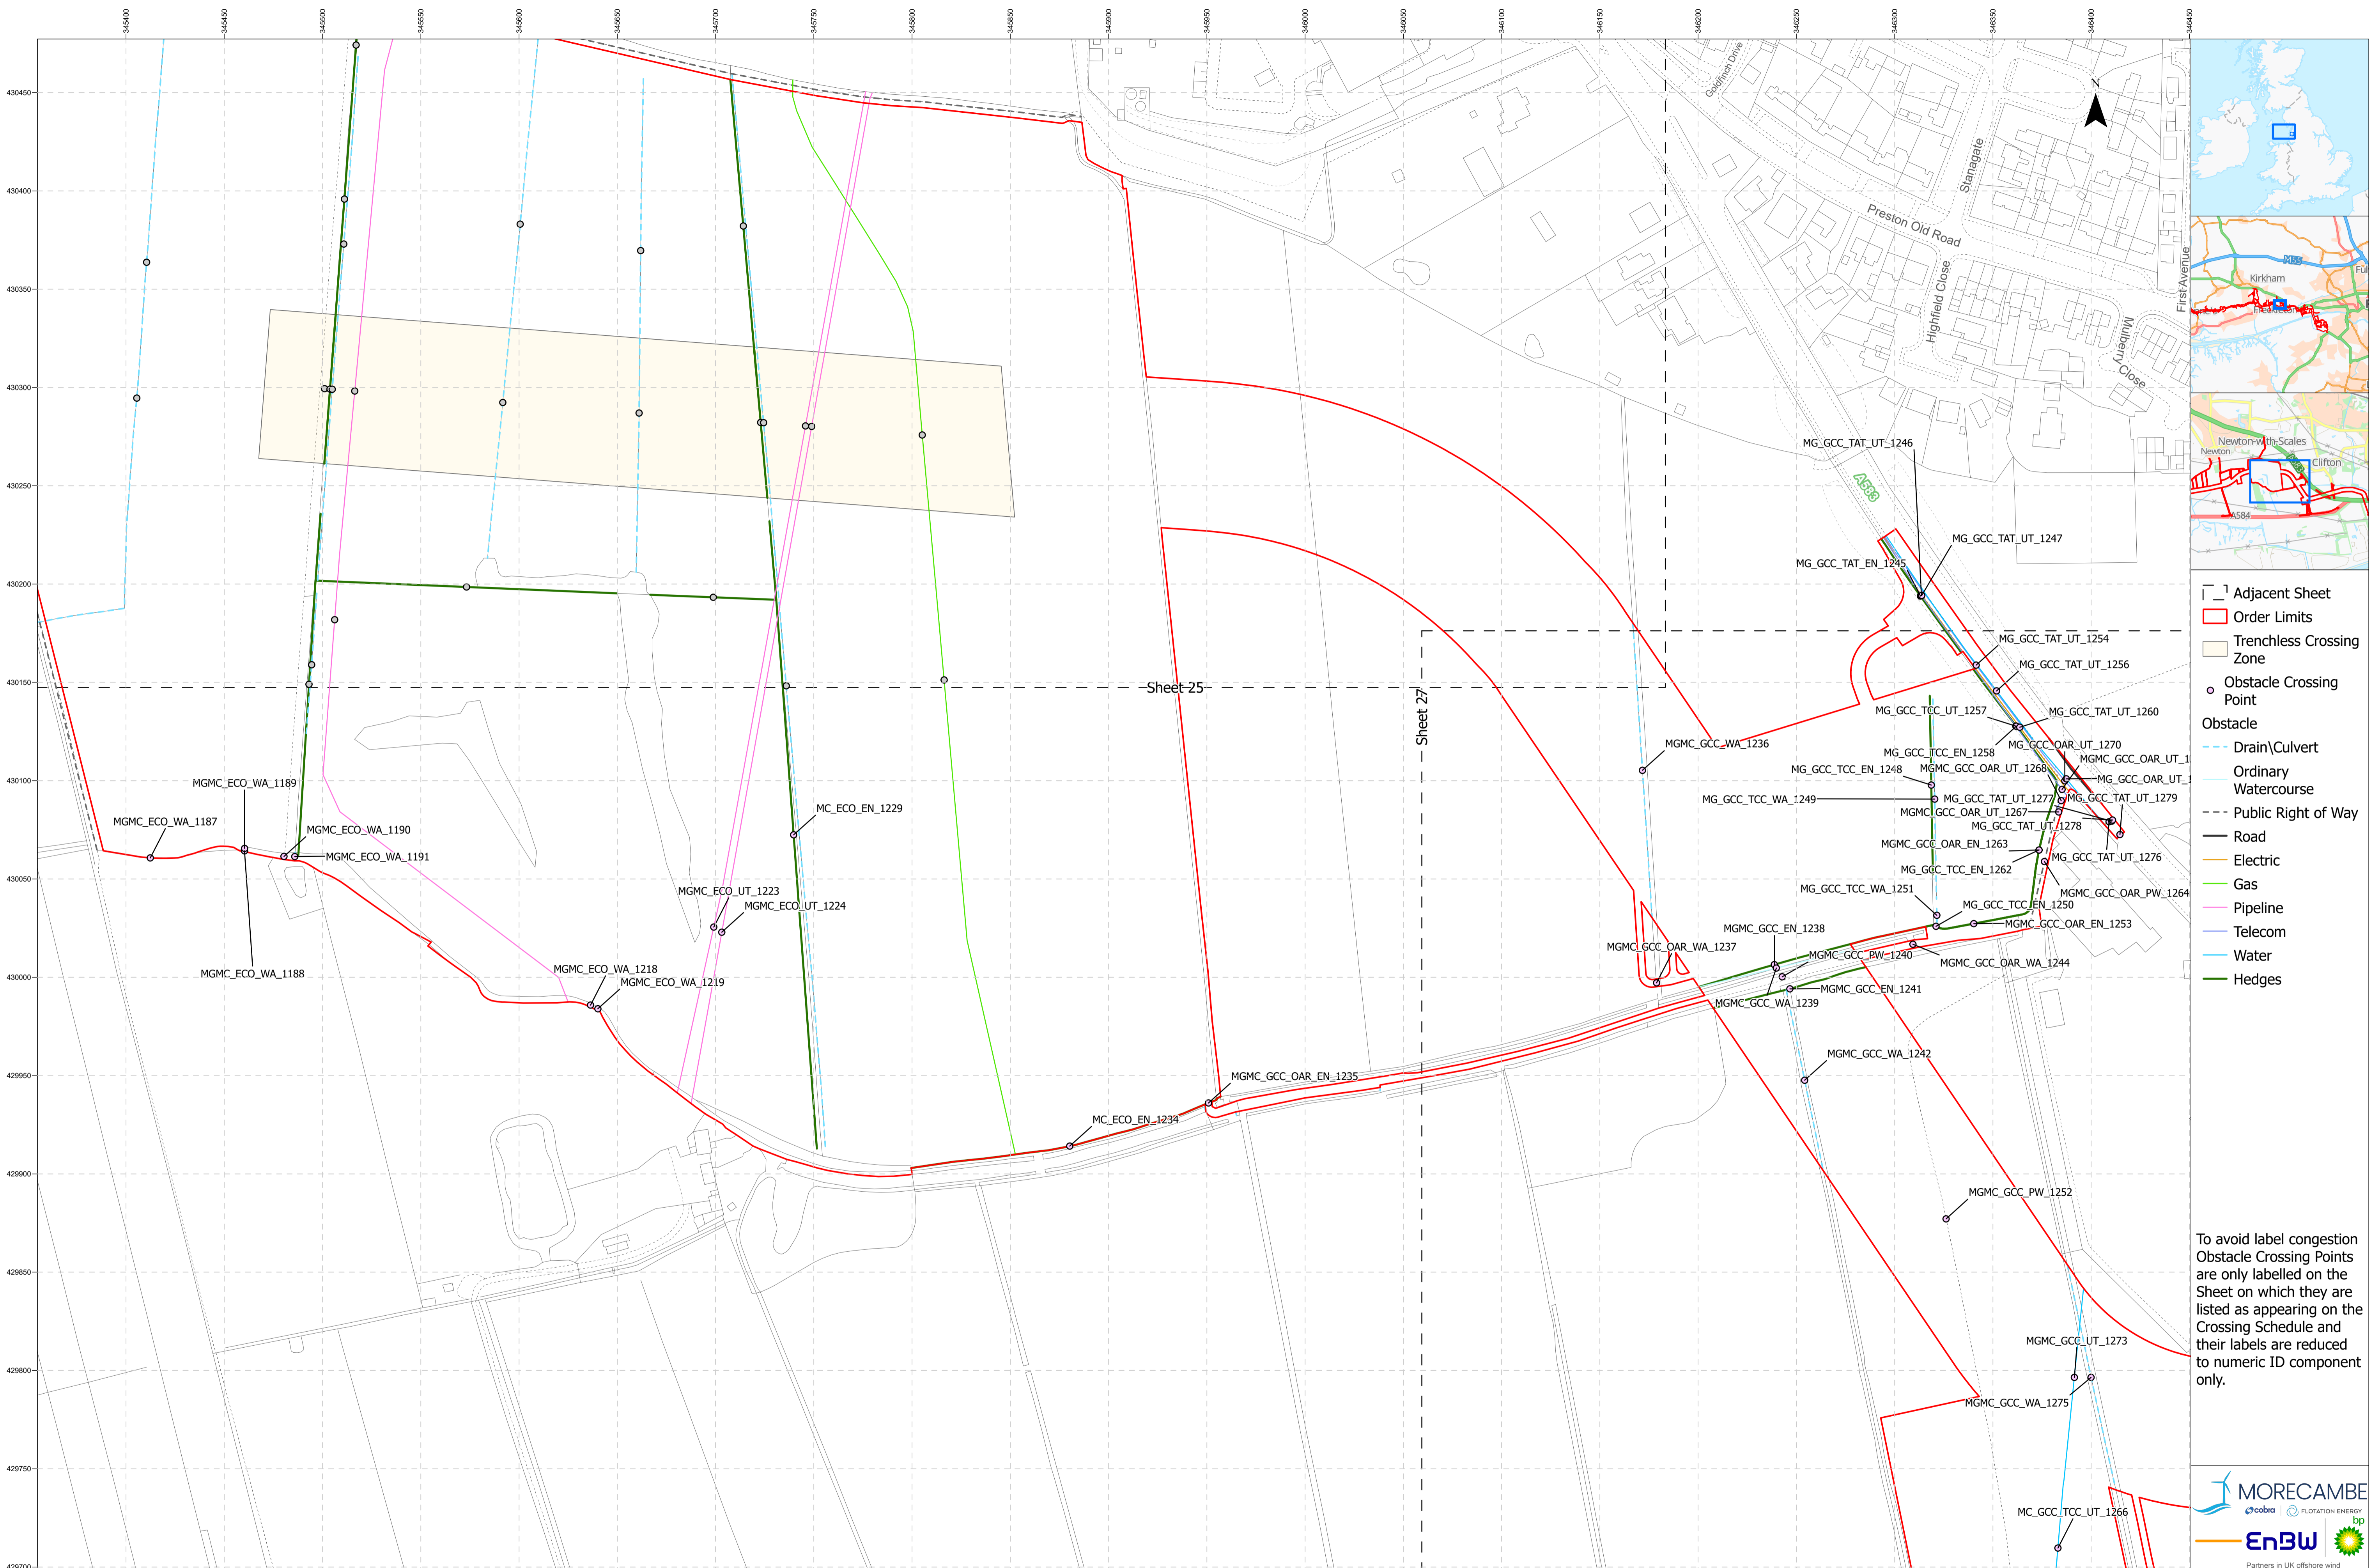 345400
345450
345500
345550
345600
345650
345700
345750
345800
345850
345900
345950
346000
346050
346100
346150
346200
346250
346300
346350
346400
346450
430450
430400
430350
430300
430250
430200
430150
430100
430050
430000
429950
429900
429850
429800
429750
429700
N
Goldfinch Drive
Stanagate
Preston Old Road
Highfield Close
Mulberry Close
First Avenue
A583
Sheet 25
Sheet 27
MG_GCC_TAT_UT_1246
MG_GCC_TAT_UT_1247
MG_GCC_TAT_EN_1245
MG_GCC_TAT_UT_1254
MG_GCC_TAT_UT_1256
MG_GCC_TCC_UT_1257
MG_GCC_TAT_UT_1260
MGMC_GCC_WA_1236
MG_GCC_TCC_EN_1258
MG_GCC_OAR_UT_1270
MG_GCC_TCC_EN_1248
MGMC_GCC_OAR_UT_1268
MGMC_GCC_OAR_UT_1
MG_GCC_OAR_UT_1
MG_GCC_TCC_WA_1249
MG_GCC_TAT_UT_1277
MG_GCC_TAT_UT_1279
MGMC_GCC_OAR_UT_1267
MG_GCC_TAT_UT_1278
MGMC_GCC_OAR_EN_1263
MG_GCC_TAT_UT_1276
MG_GCC_TCC_EN_1262
MG_GCC_TCC_WA_1251
MGMC_GCC_OAR_PW_1264
MG_GCC_TCC_EN_1250
MGMC_GCC_OAR_EN_1253
MGMC_GCC_EN_1238
MGMC_GCC_OAR_WA_1237
MGMC_GCC_PW_1240
MGMC_GCC_OAR_WA_1244
MGMC_GCC_EN_1241
MGMC_GCC_WA_1239
MGMC_GCC_WA_1242
MGMC_GCC_PW_1252
MGMC_GCC_UT_1273
MGMC_GCC_WA_1275
MC_GCC_TCC_UT_1266
MGMC_ECO_WA_1189
MGMC_ECO_WA_1187
MGMC_ECO_WA_1190
MGMC_ECO_WA_1191
MGMC_ECO_WA_1188
MC_ECO_EN_1229
MGMC_ECO_UT_1223
MGMC_ECO_UT_1224
MGMC_ECO_WA_1218
MGMC_ECO_WA_1219
MGMC_GCC_OAR_EN_1235
MC_ECO_EN_1234
M55
Kirkham
Ful
Freckleton
Newton-with-Scales
Newton
Clifton
A583
A584
Adjacent Sheet
Order Limits
Trenchless Crossing
Zone
Obstacle Crossing
Point
Obstacle
Drain\Culvert
Ordinary
Watercourse
Public Right of Way
Road
Electric
Gas
Pipeline
Telecom
Water
Hedges
To avoid label congestion
Obstacle Crossing Points
are only labelled on the
Sheet on which they are
listed as appearing on the
Crossing Schedule and
their labels are reduced
to numeric ID component
only.
MORECAMBE
cobra FLOTATION ENERGY
EnBW bp
Partners in UK offshore wind